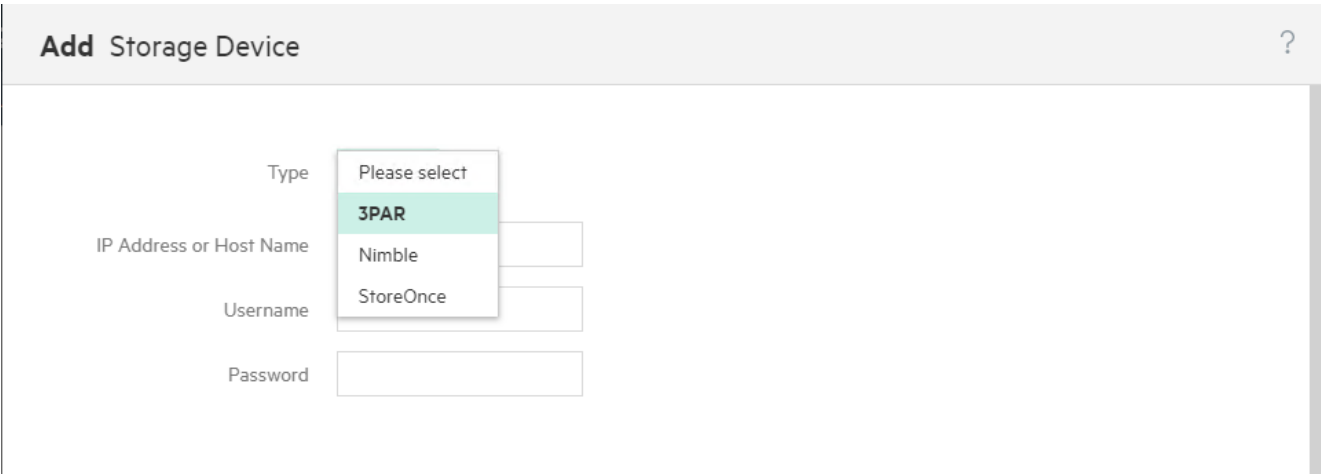 Add Storage Device
?
Type
Please select
3PAR
Nimble
StoreOnce
IP Address or Host Name
Username
Password